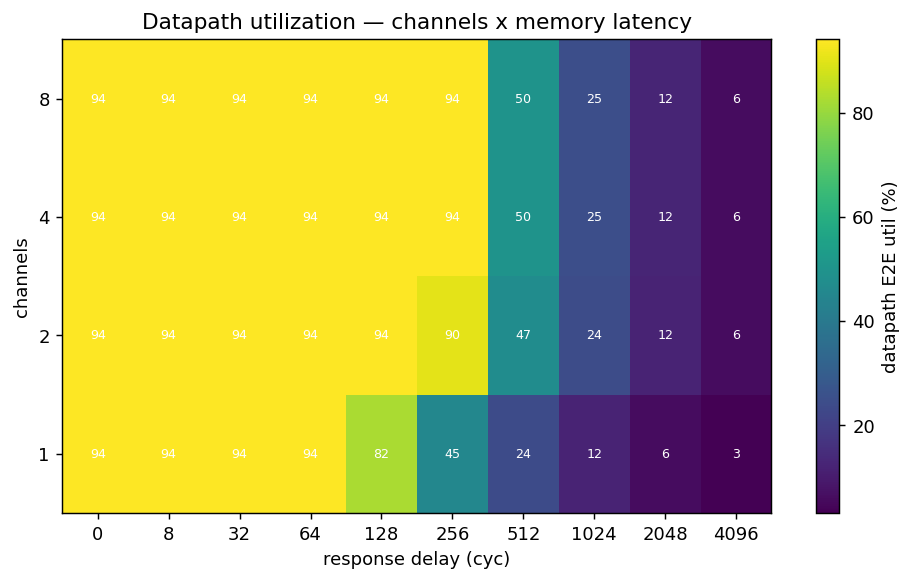 Datapath utilization — channels x memory latency
channels
8 94 94 94 94 94 94 50 25 12 6
4 94 94 94 94 94 94 50 25 12 6
2 94 94 94 94 94 90 47 24 12 6
1 94 94 94 94 82 45 24 12 6 3
0 8 32 64 128 256 512 1024 2048 4096
response delay (cyc)
80
60
40
20
datapath E2E util (%)